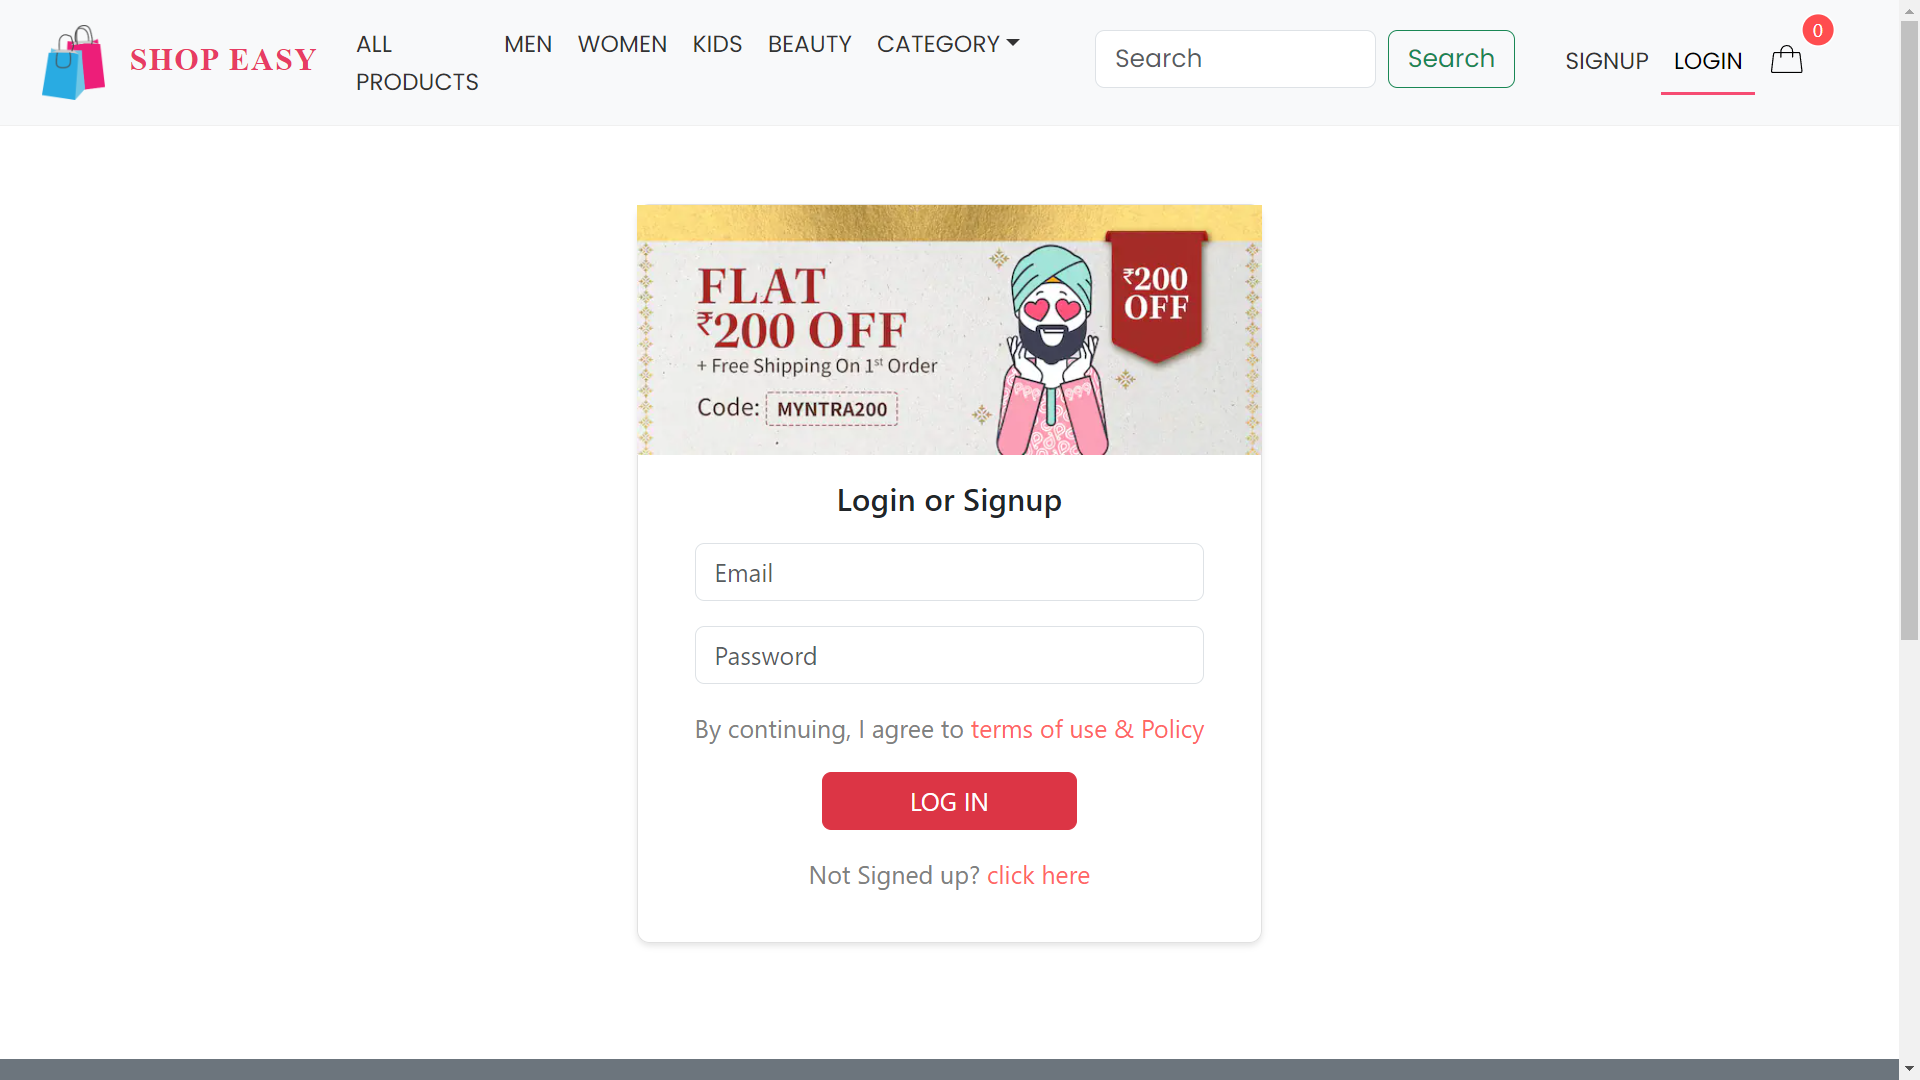 SHOP EASY
ALL PRODUCTS
MEN
WOMEN
KIDS
BEAUTY
CATEGORY
Search
Search
SIGNUP
LOGIN
0
FLAT
₹200 OFF
+ Free Shipping On 1st Order
Code: MYNTRA200
₹200
OFF
Login or Signup
Email
Password
By continuing, I agree to terms of use & Policy
LOG IN
Not Signed up? click here